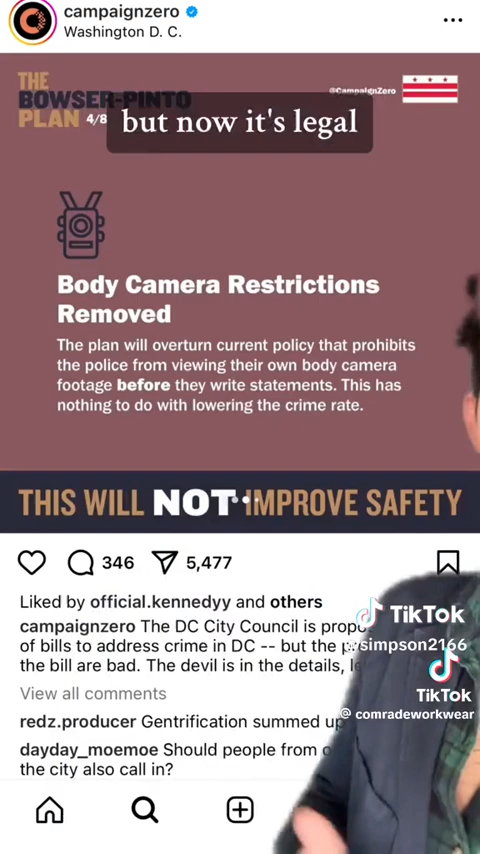 campaignzero
Washington D. C.
THE
BOWSER-PINTO
PLAN 4/8
@CampaignZero
but now it's legal
Body Camera Restrictions
Removed
The plan will overturn current policy that prohibits
the police from viewing their own body camera
footage before they write statements. This has
nothing to do with lowering the crime rate.
THIS WILL NOT IMPROVE SAFETY
346
5,477
Liked by official.kennedyy and others
campaignzero The DC City Council is
of bills to address crime in DC -- but the
the bill are bad. The devil is in the details,
View all comments
redz.producer Gentrification summed
dayday_moemoe Should people from
the city also call in?
TikTok
TikTok
@ comradeworkwear